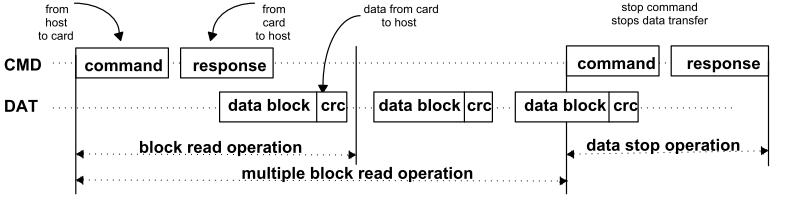 from
host
to card
from
card
to host
data from card
to host
stop command
stops data transfer
CMD command response command response
DAT data block crc data block crc data block crc
block read operation
data stop operation
multiple block read operation